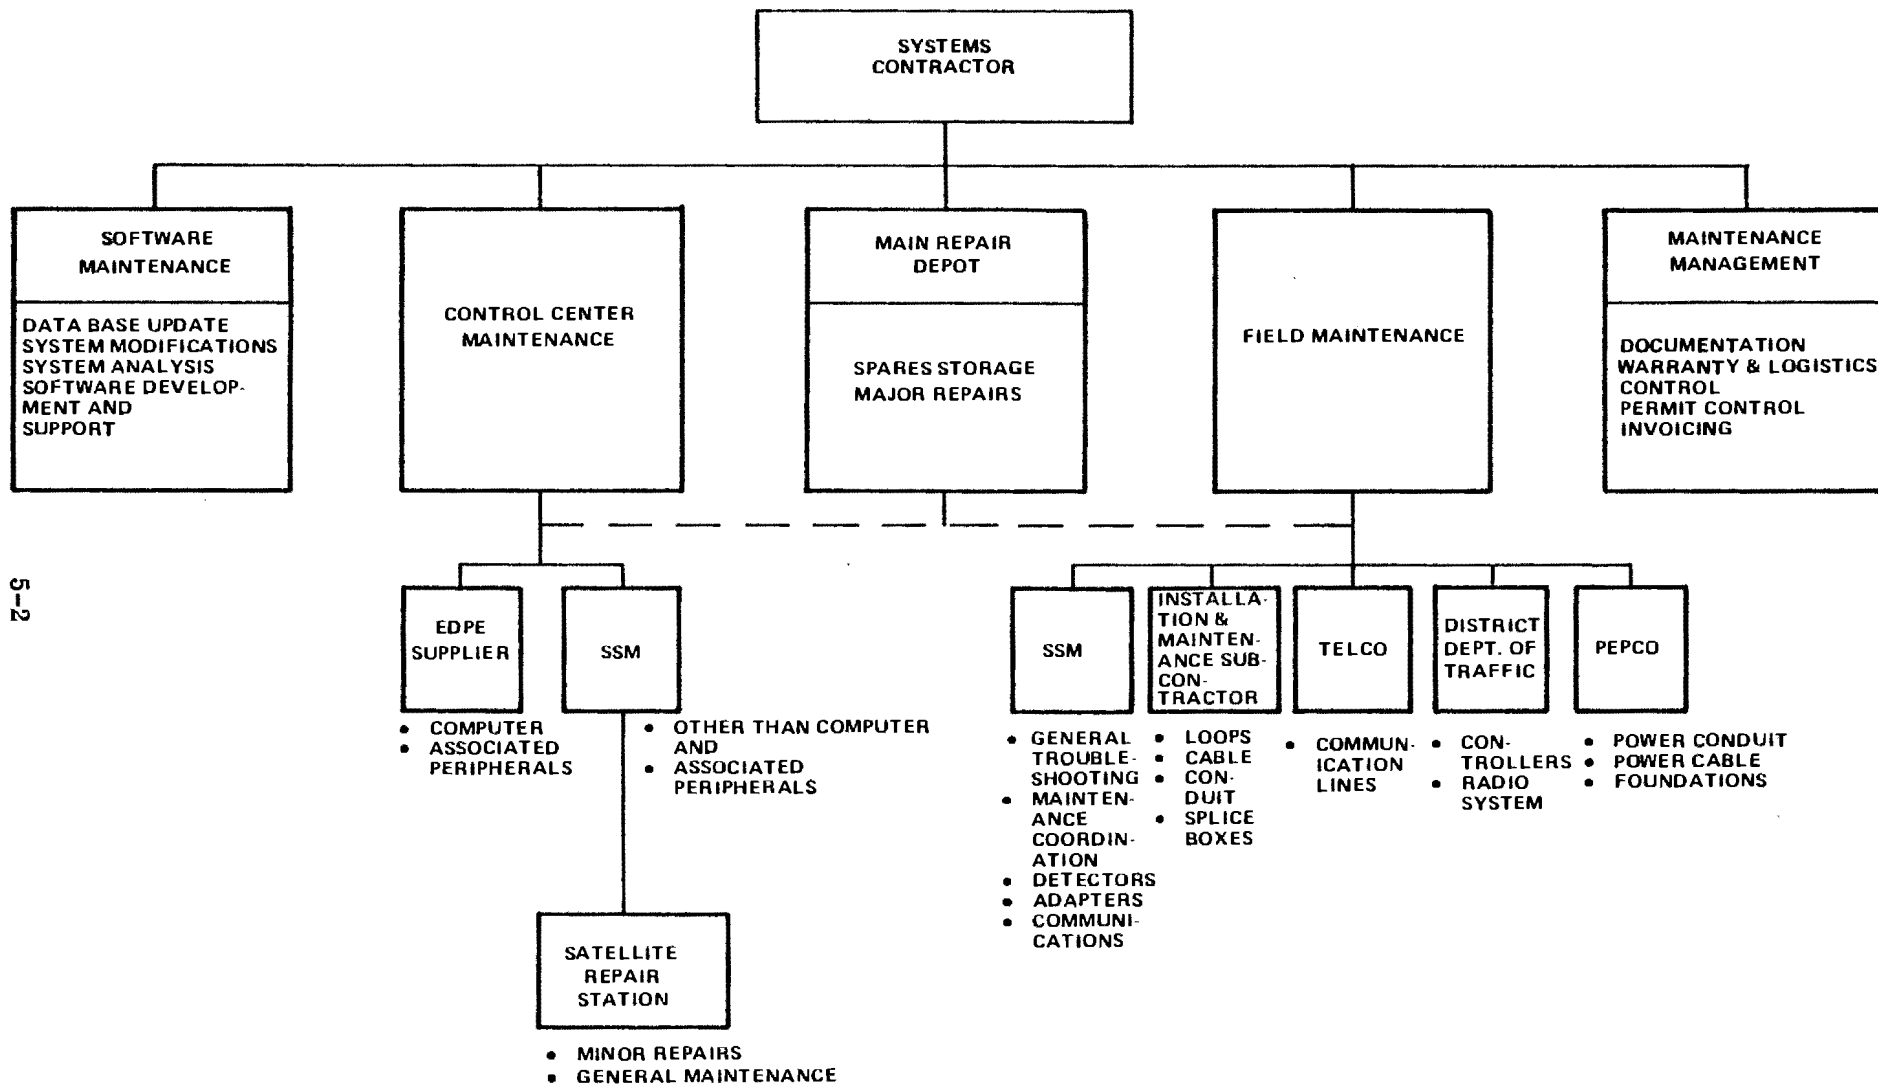 SYSTEMS
CONTRACTOR
SOFTWARE
MAINTENANCE
DATA BASE UPDATE
SYSTEM MODIFICATIONS
SYSTEM ANALYSIS
SOFTWARE DEVELOP-
MENT AND
SUPPORT
CONTROL CENTER
MAINTENANCE
MAIN REPAIR
DEPOT
SPARES STORAGE
MAJOR REPAIRS
FIELD MAINTENANCE
MAINTENANCE
MANAGEMENT
DOCUMENTATION
WARRANTY & LOGISTICS
CONTROL
PERMIT CONTROL
INVOICING
EDPE
SUPPLIER
• COMPUTER
• ASSOCIATED
PERIPHERALS
SSM
• OTHER THAN COMPUTER
AND
• ASSOCIATED
PERIPHERALS
SATELLITE
REPAIR
STATION
• MINOR REPAIRS
• GENERAL MAINTENANCE
SSM
• GENERAL
TROUBLE-
SHOOTING
• MAINTEN-
ANCE
COORDIN-
ATION
• DETECTORS
• ADAPTERS
• COMMUNI-
CATIONS
INSTALLA-
TION &
MAINTEN-
ANCE SUB-
CON-
TRACTOR
• LOOPS
• CABLE
• CON-
DUIT
• SPLICE
BOXES
TELCO
• COMMUN-
ICATION
LINES
DISTRICT
DEPT. OF
TRAFFIC
• CON-
TROLLERS
• RADIO
SYSTEM
PEPCO
• POWER CONDUIT
• POWER CABLE
• FOUNDATIONS
5-2